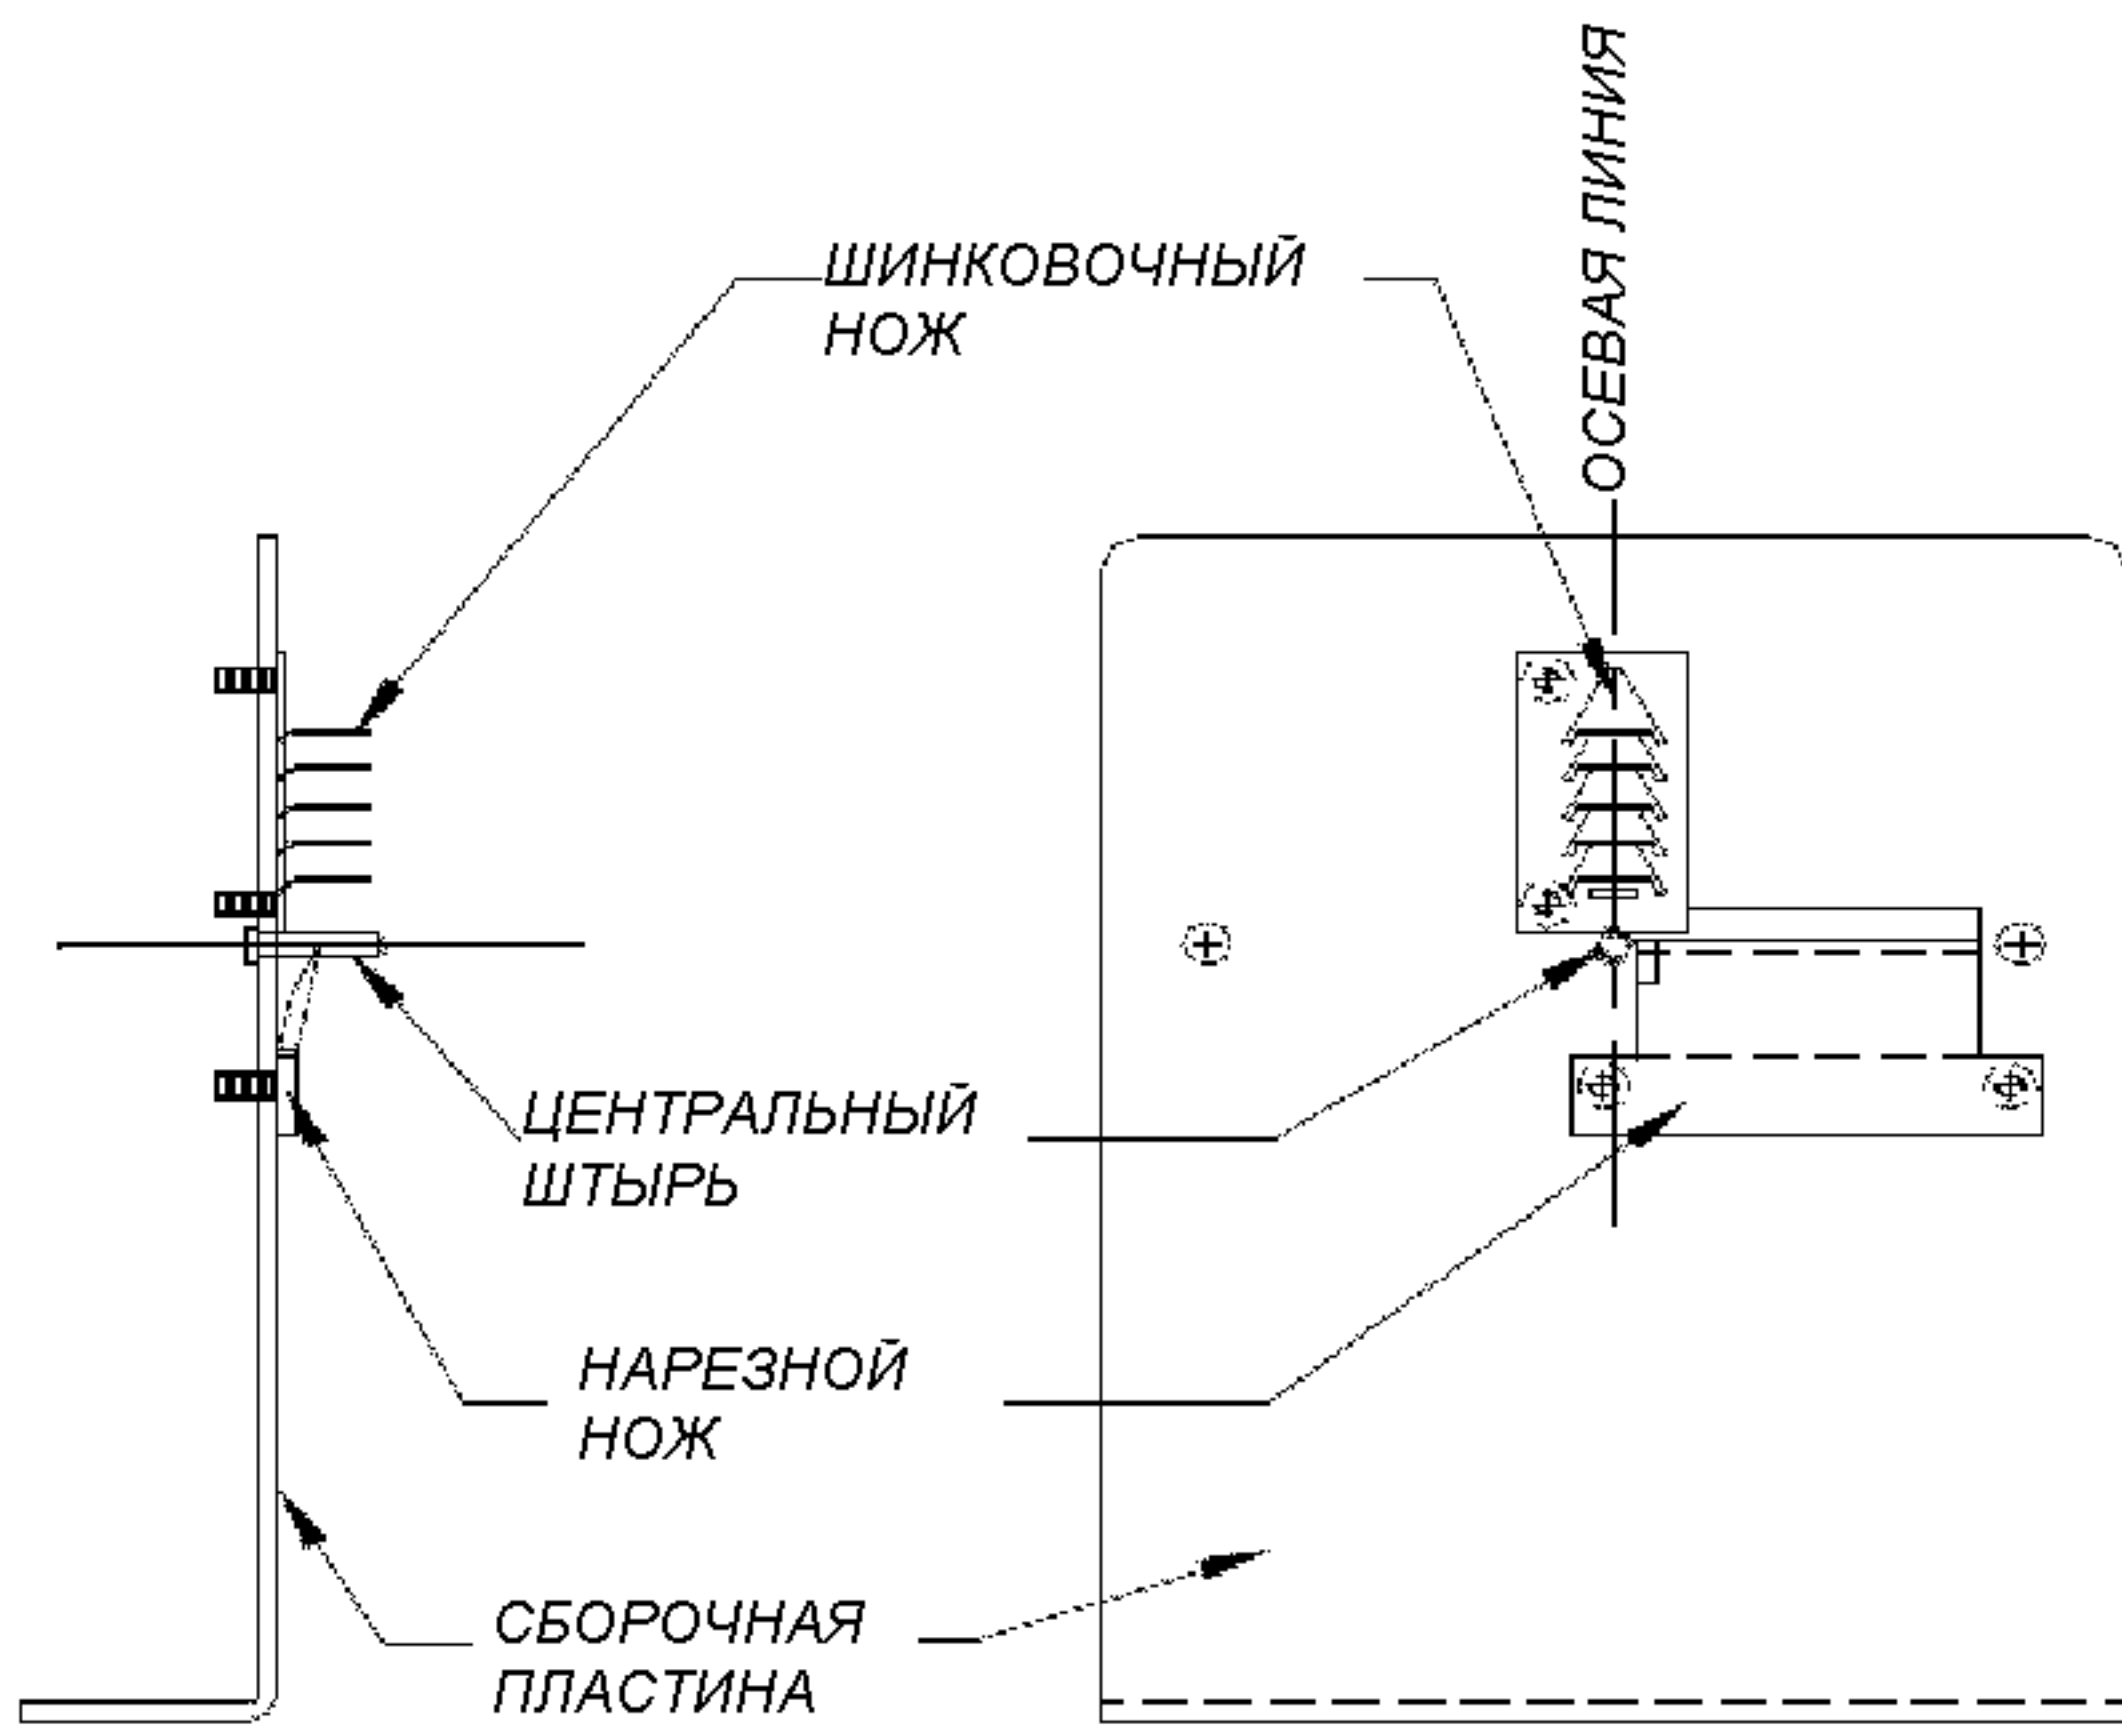 ОСЕВАЯ ЛИНИЯ
ШИНКОВОЧНЫЙ
НОЖ
ЦЕНТРАЛЬНЫЙ
ШТЫРЬ
НАРЕЗНОЙ
НОЖ
СБОРОЧНАЯ
ПЛАСТИНА